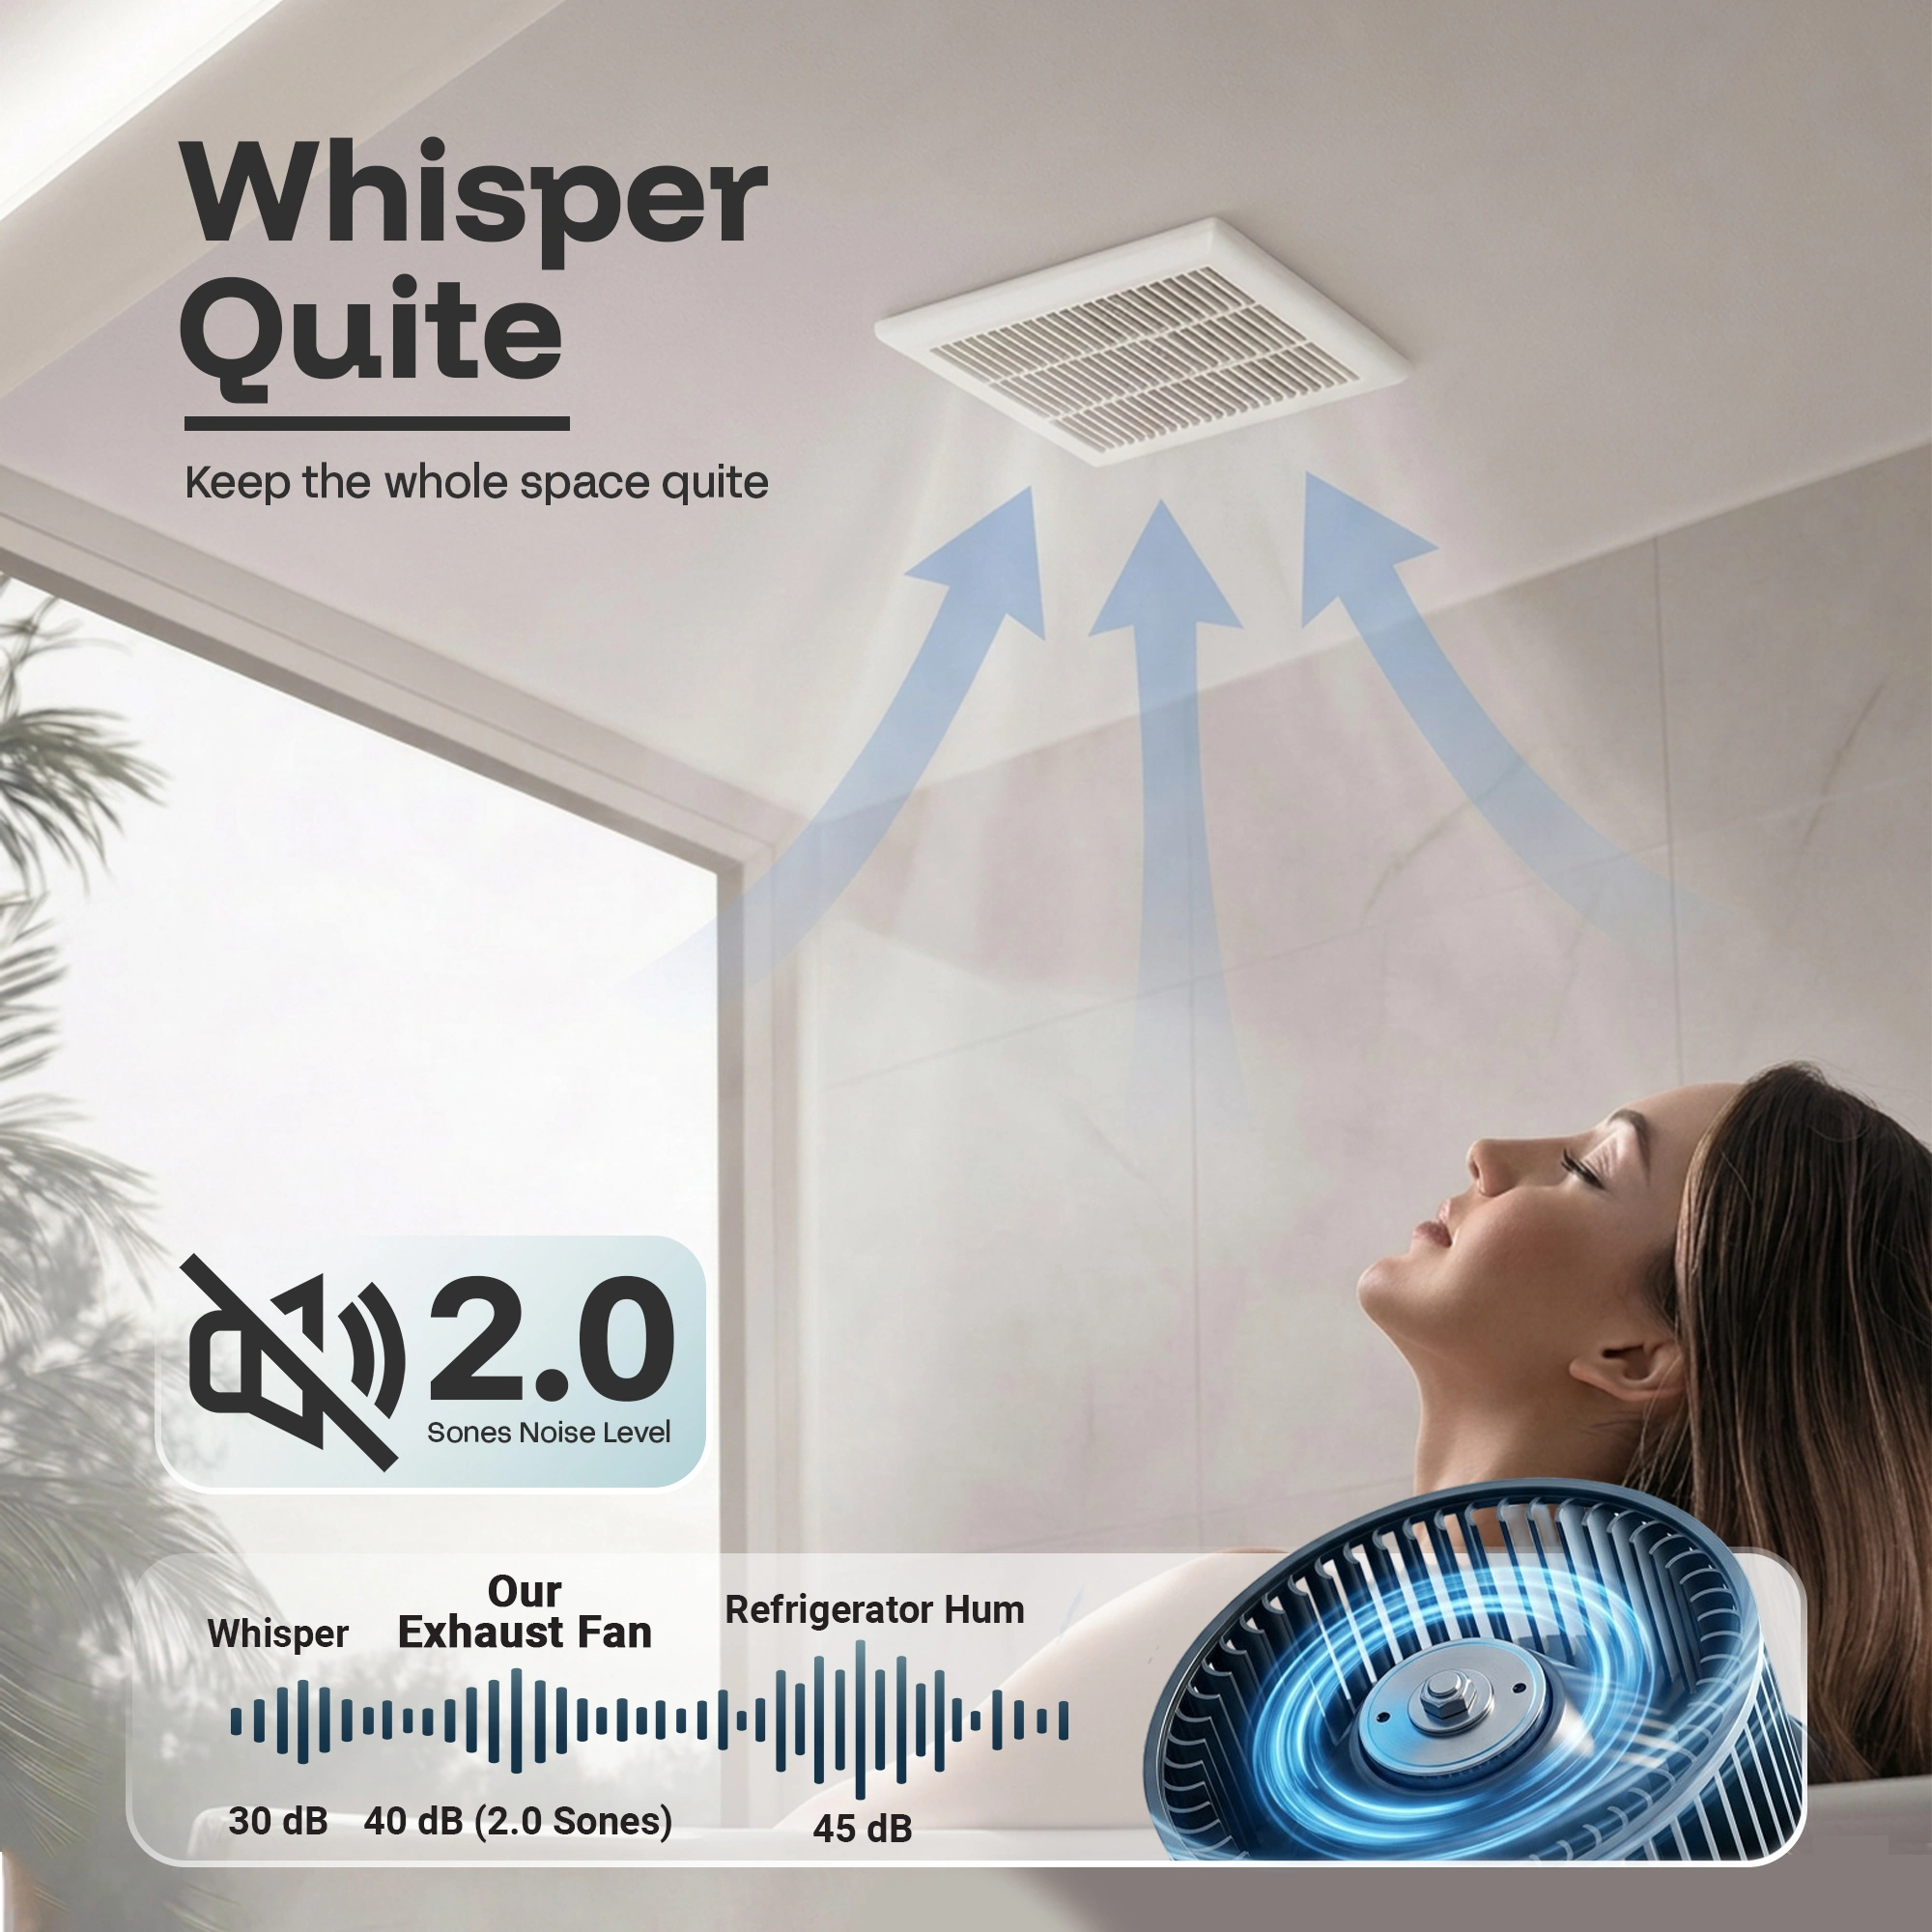 Whisper
Quite
Keep the whole space quite
2.0
Sones Noise Level
Whisper
Our
Exhaust Fan
Refrigerator Hum
30 dB
40 dB (2.0 Sones)
45 dB